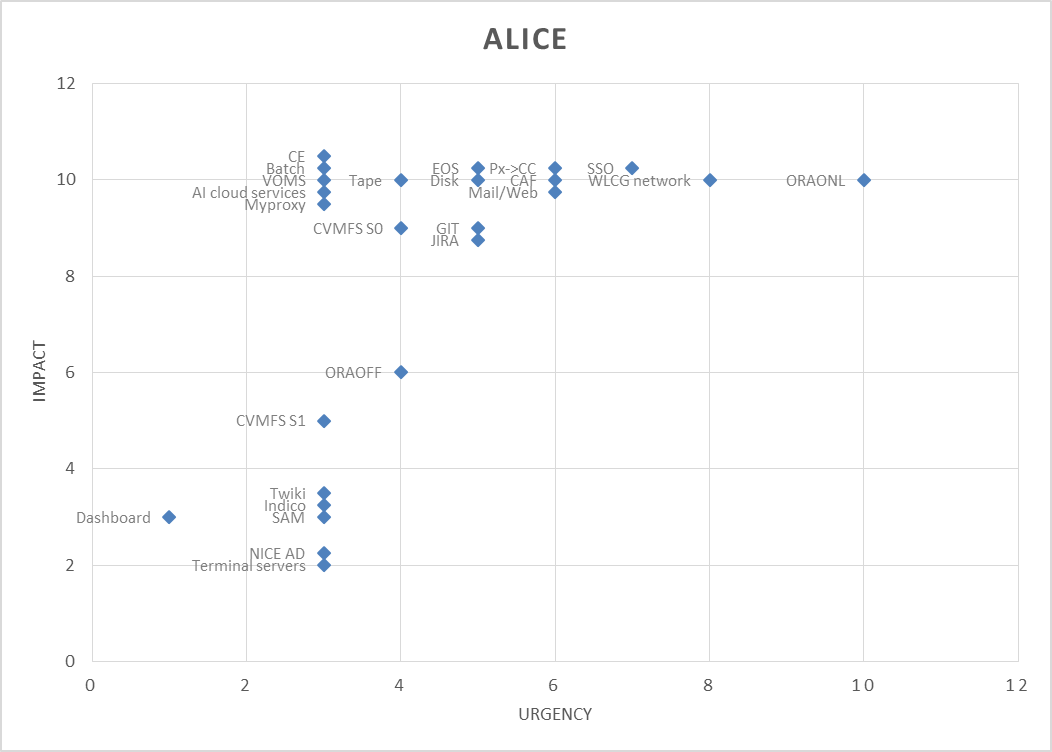 ALICE
12
CE
Batch
EOS
Px->CC
SSO
10
VOMS
Tape
Disk
CAF
WLCG network
ORAONL
AI cloud services
Mail/Web
Myproxy
CVMFS S0
GIT
JIRA
8
IMPACT
6
ORAOFF
CVMFS S1
4
Twiki
Indico
Dashboard
SAM
NICE AD
2
Terminal servers
0
0 2 4 6 8 10 12
URGENCY